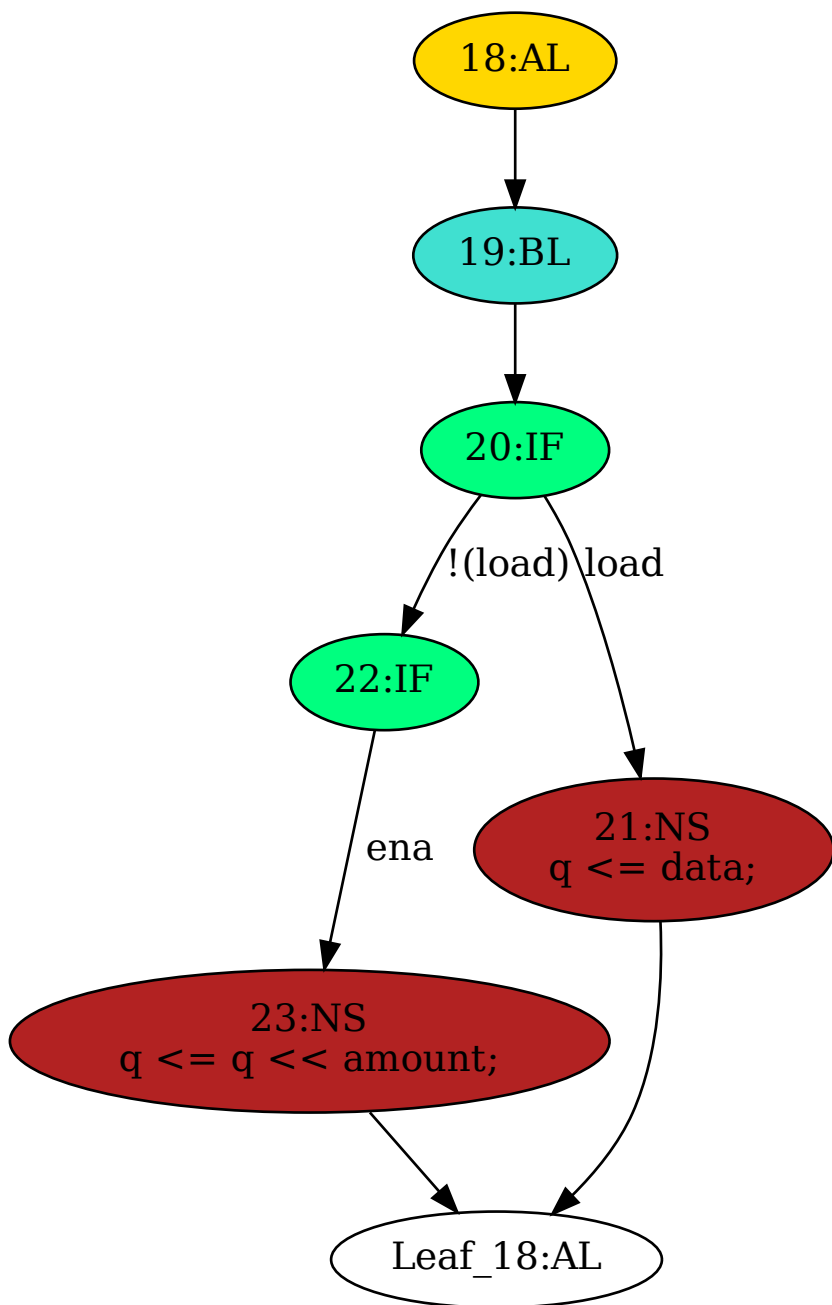 18:AL
19:BL
20:IF
!(load)
load
22:IF
21:NS
q <= data;
ena
23:NS
q <= q << amount;
Leaf_18:AL